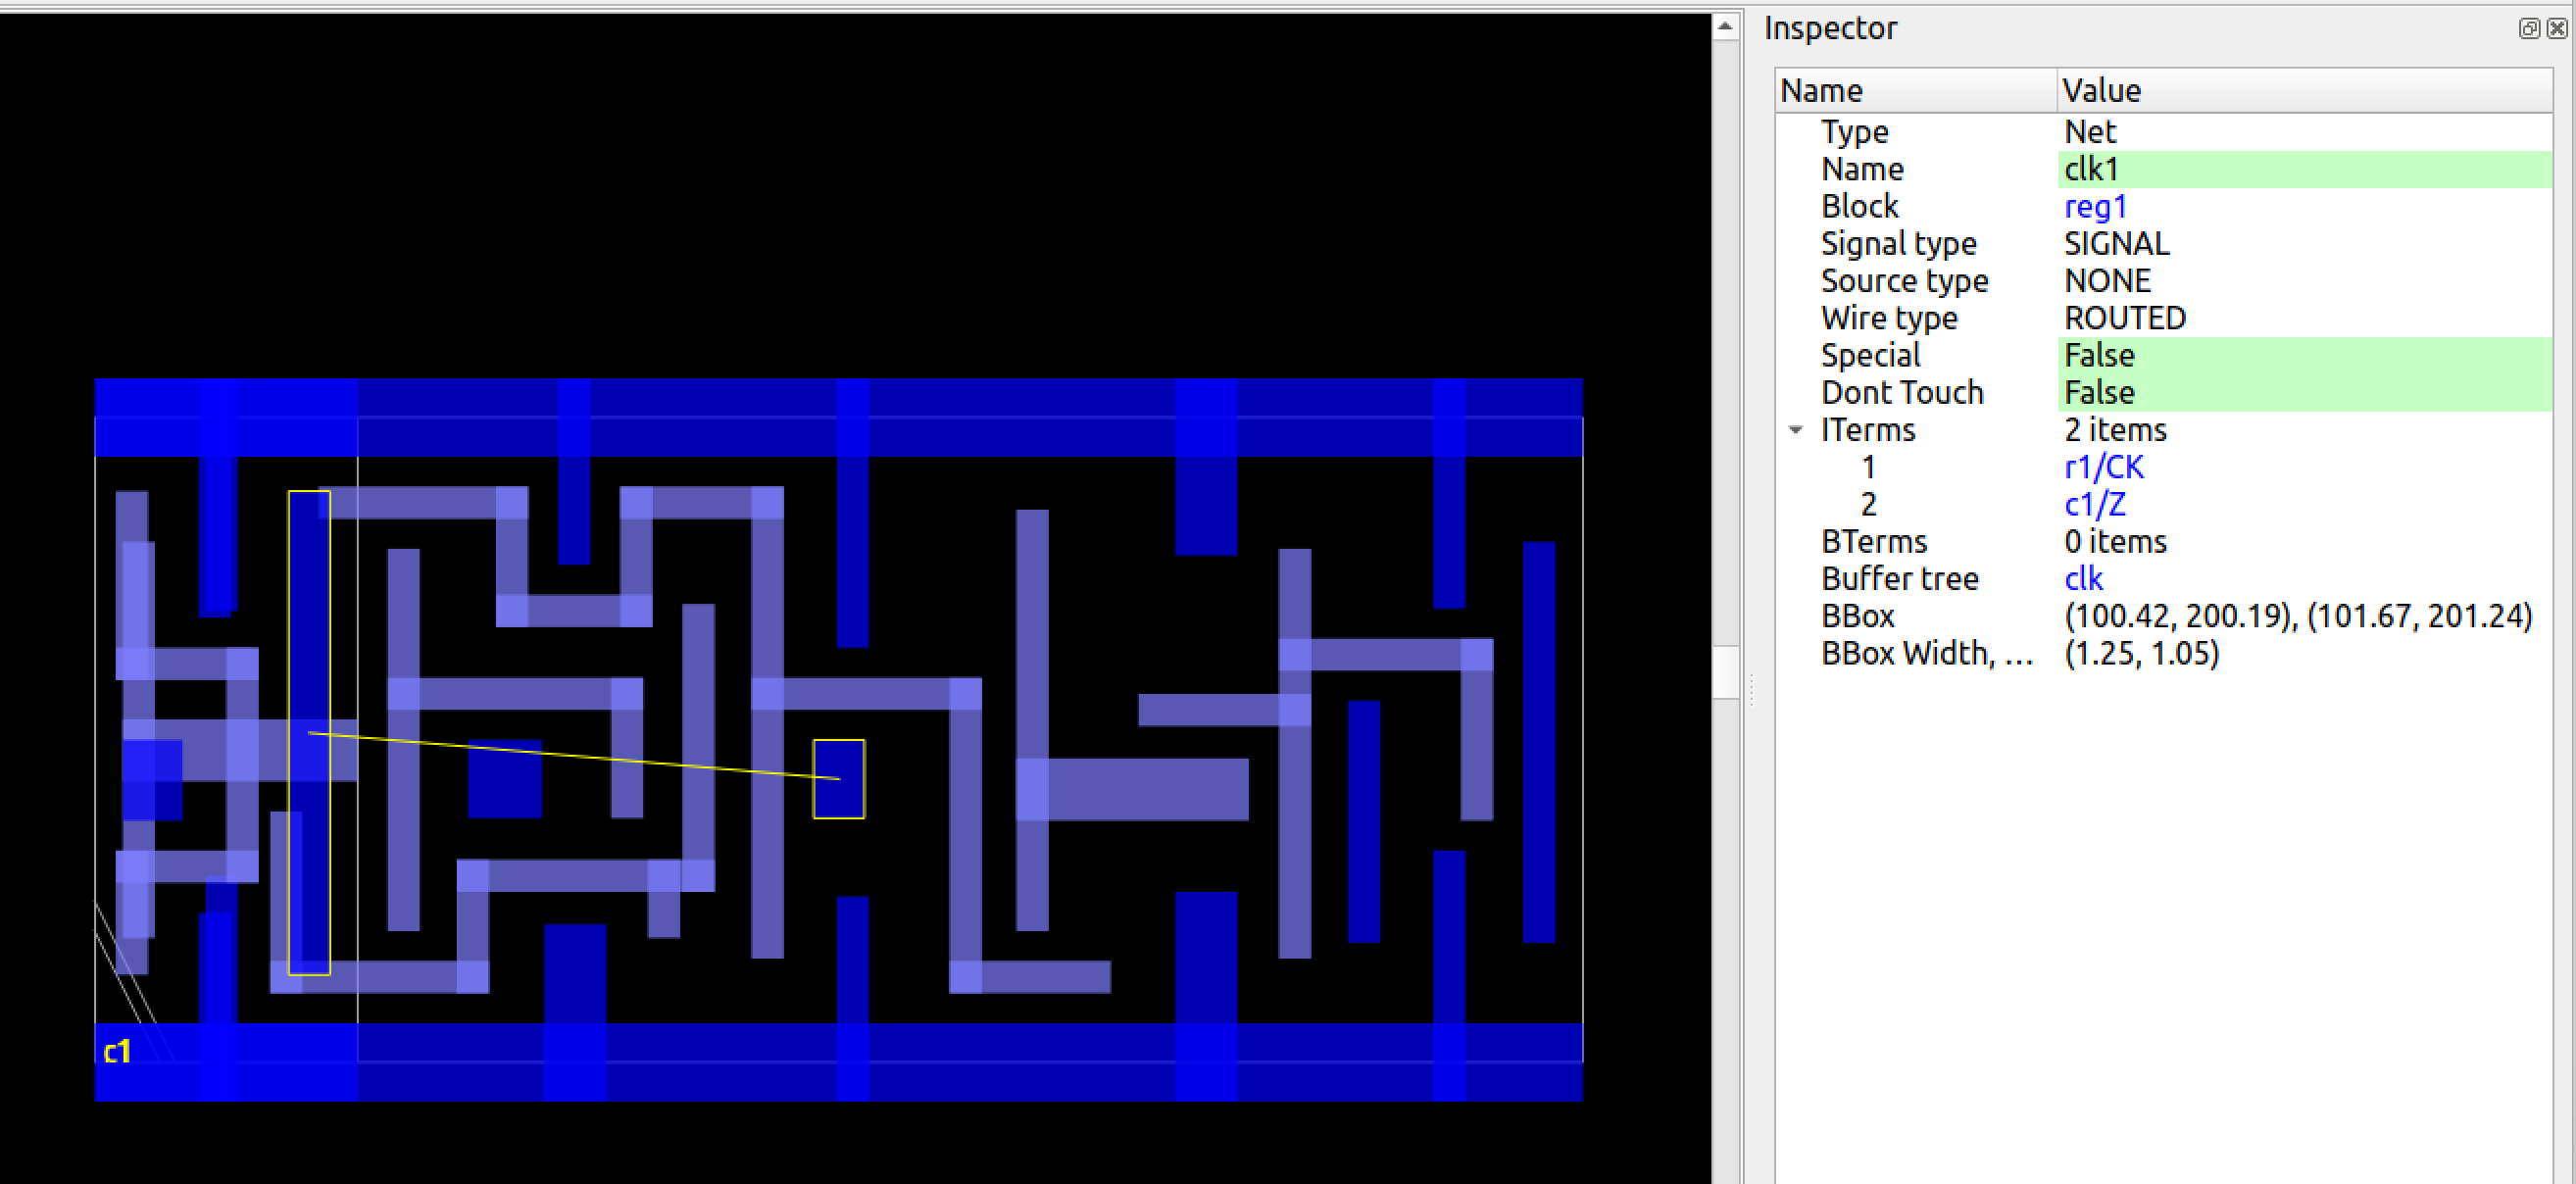 c1
Inspector
Name Value
Type Net
Name clk1
Block reg1
Signal type SIGNAL
Source type NONE
Wire type ROUTED
Special False
Dont Touch False
ITerms 2 items
1 r1/CK
2 c1/Z
BTerms 0 items
Buffer tree clk
BBox (100.42, 200.19), (101.67, 201.24)
BBox Width, ... (1.25, 1.05)